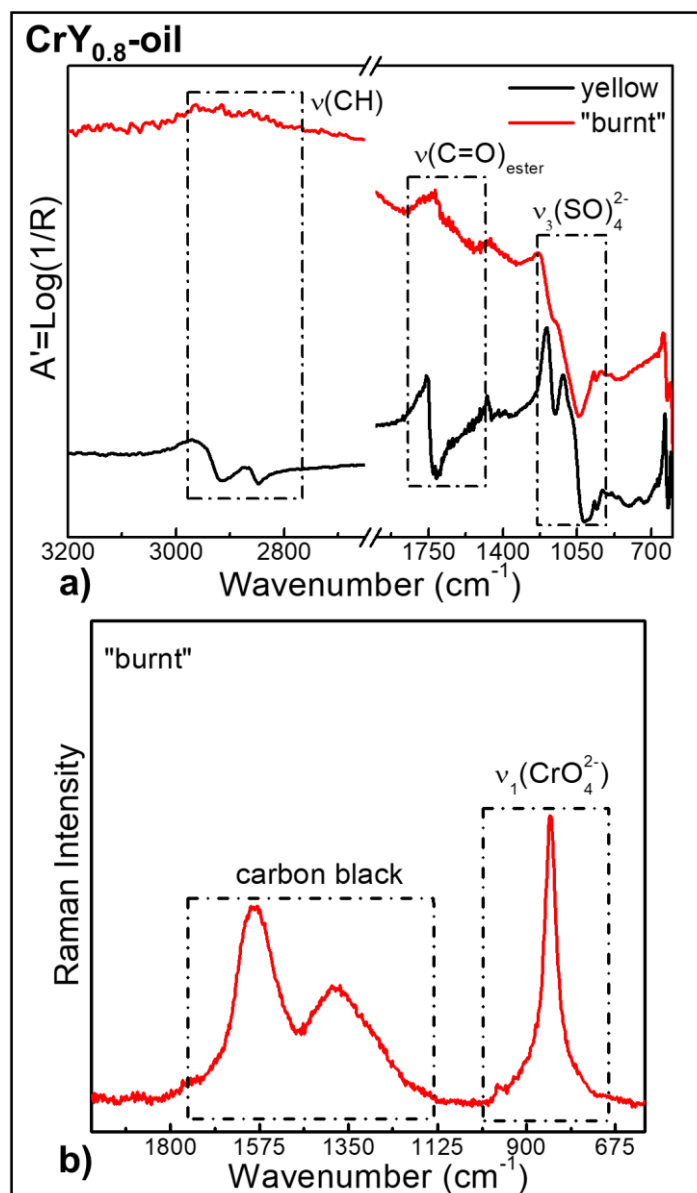 CrY₀.₈-oil
yellow
"burnt"
ν(CH)
ν(C=O)ester
ν₃(SO)₄²⁻
A'=Log(1/R)
3200 3000 2800 1750 1400 1050 700
a) Wavenumber (cm⁻¹)
"burnt"
ν₁(CrO₄²⁻)
carbon black
Raman Intensity
1800 1575 1350 1125 900 675
b) Wavenumber (cm⁻¹)